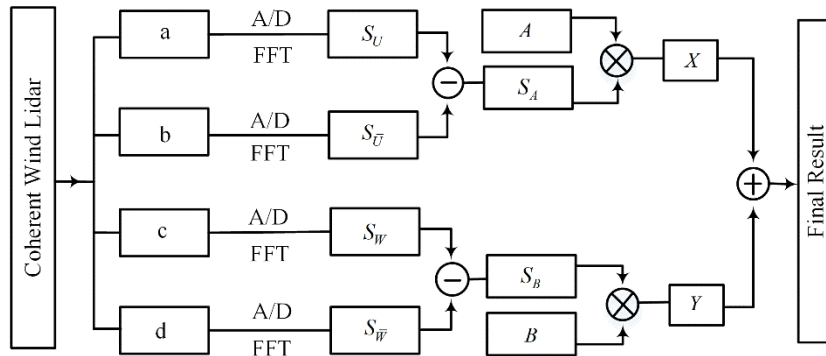 Coherent Wind Lidar
a
A/D
FFT
S_U
A
S_A
X
b
A/D
FFT
S_Ū
c
A/D
FFT
S_W
S_B
Y
d
A/D
FFT
S_W̅
B
Final Result